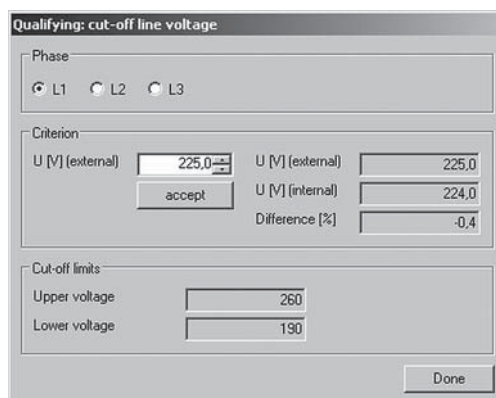 Qualifying: cut-off line voltage
Phase
L1 L2 L3
Criterion
U [V] (external) 225,0 U [V] (external) 225,0
accept U [V] (internal) 224,0
Difference [%] -0,4
Cut-off limits
Upper voltage 260
Lower voltage 190
Done